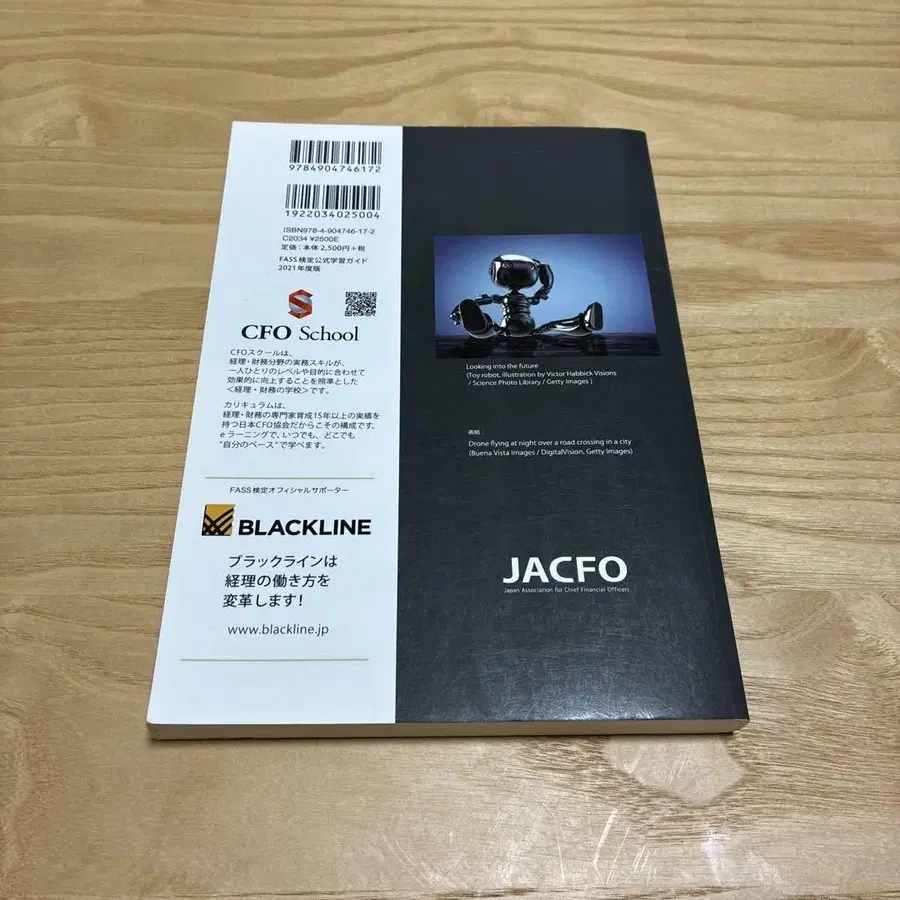 9784904746172
1922034025004
ISBN978-4-904746-17-2
C2034 ¥2500E
定価：本体 2,500円+税
FASS検定公式学習ガイド
2021年度版
CFO School
CFOスクールは、
経理・財務分野の実務スキルが、
一人ひとりのレベルや目的に合わせて
効果的に向上することを照準とした
＜経理・財務の学校＞です。
カリキュラムは、
経理・財務の専門家育成15年以上の実績を
持つ日本CFO協会だからこその構成です。
eラーニングで、いつでも、どこでも
"自分のペース"で学べます。
FASS検定オフィシャルサポーター
BLACKLINE
ブラックラインは
経理の働き方を
変革します！
www.blackline.jp
Looking into the future
(Toy robot, illustration by Victor Habbick Visions
/ Science Photo Library / Getty Images )
表紙：
Drone flying at night over a road crossing in a city
(Buena Vista Images / DigitalVision, Getty Images)
JACFO
Japan Association for Chief Financial Officers